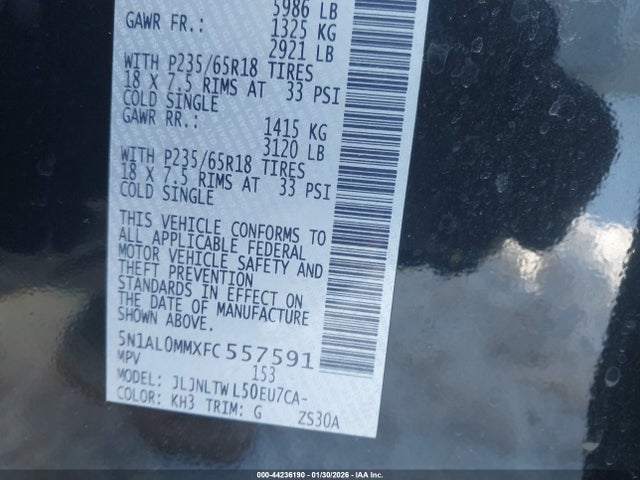 5986 LB
GAWR FR.: 1325 KG
2921 LB
WITH P235/65R18 TIRES
18 X 7.5 RIMS AT 33 PSI
COLD SINGLE
GAWR RR.: 1415 KG
3120 LB
WITH P235/65R18 TIRES
18 X 7.5 RIMS AT 33 PSI
COLD SINGLE
THIS VEHICLE CONFORMS TO
ALL APPLICABLE FEDERAL
MOTOR VEHICLE SAFETY AND
THEFT PREVENTION
STANDARDS IN EFFECT ON
THE DATE OF MANUFACTURE
SHOWN ABOVE.
5N1AL0MMXFC557591
MPV 153
MODEL: JLJNLTWL50EU7CA-
COLOR: KH3 TRIM: G ZS30A
000-44236190 - 01/30/2026 - IAA Inc.